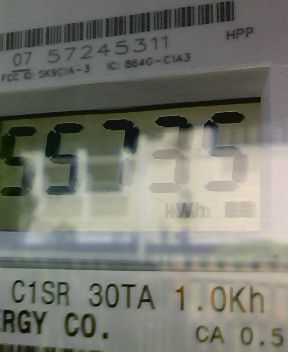 07 57245311
HPP
FCC ID: SK9C1A-3 IC: 864G-C1A3
55735
kWh
C1SR 30TA 1.0Kh
RGY CO.
CA 0.5